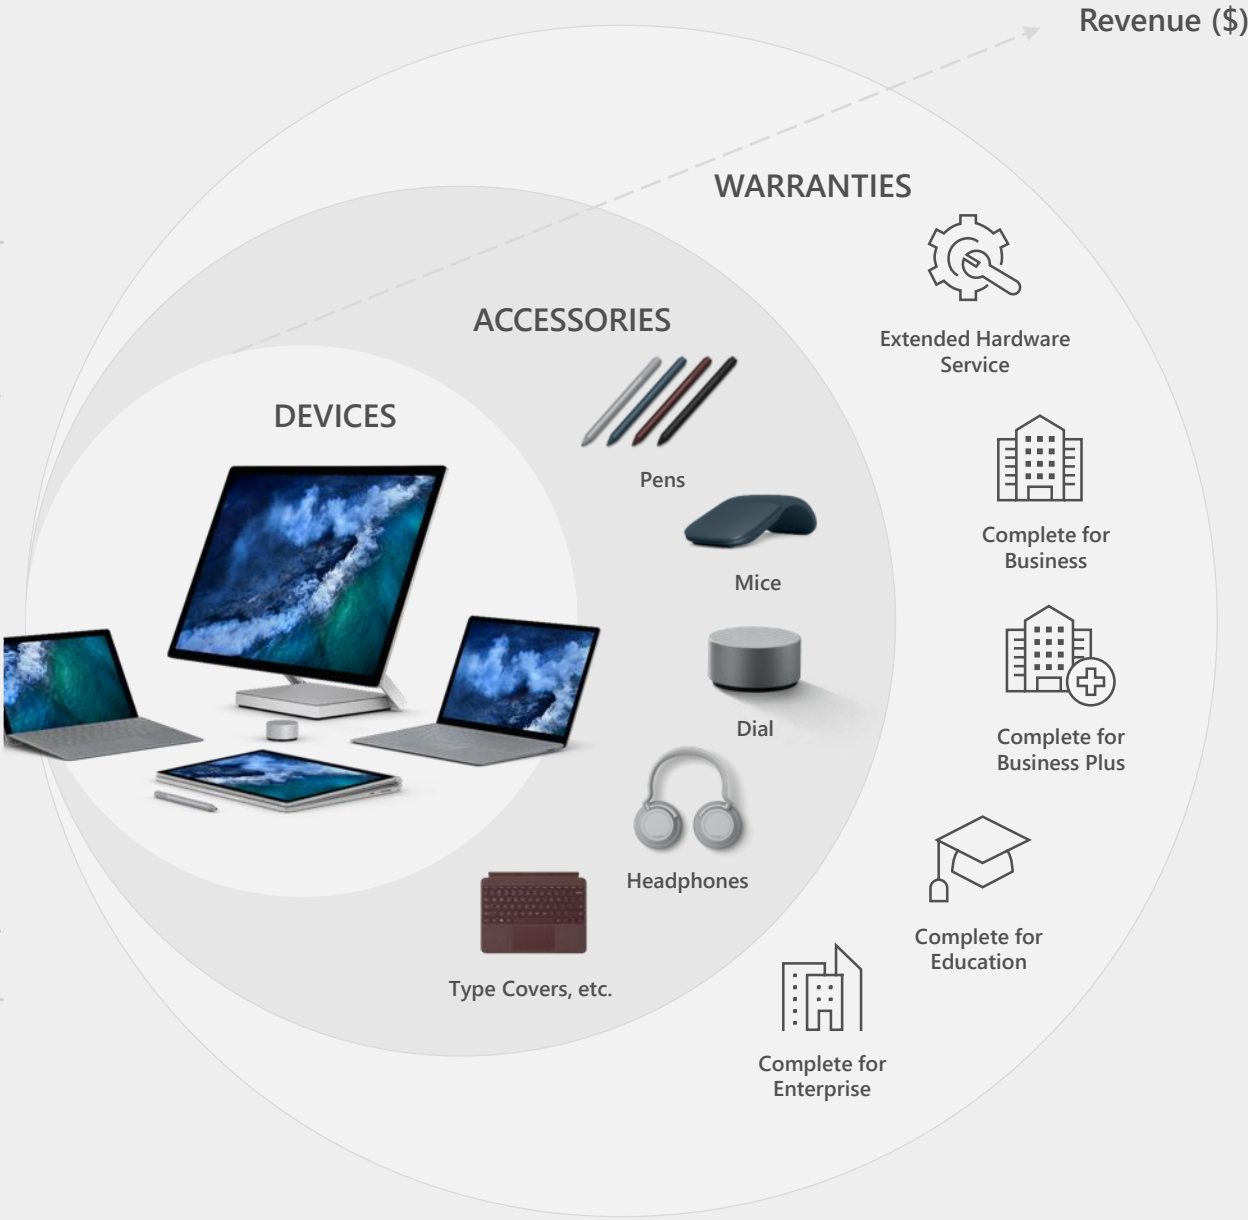 Revenue ($)
WARRANTIES
Extended Hardware
Service
ACCESSORIES
DEVICES
Pens
Complete for
Business
Mice
Dial
Complete for
Business Plus
Headphones
Complete for
Education
Type Covers, etc.
Complete for
Enterprise